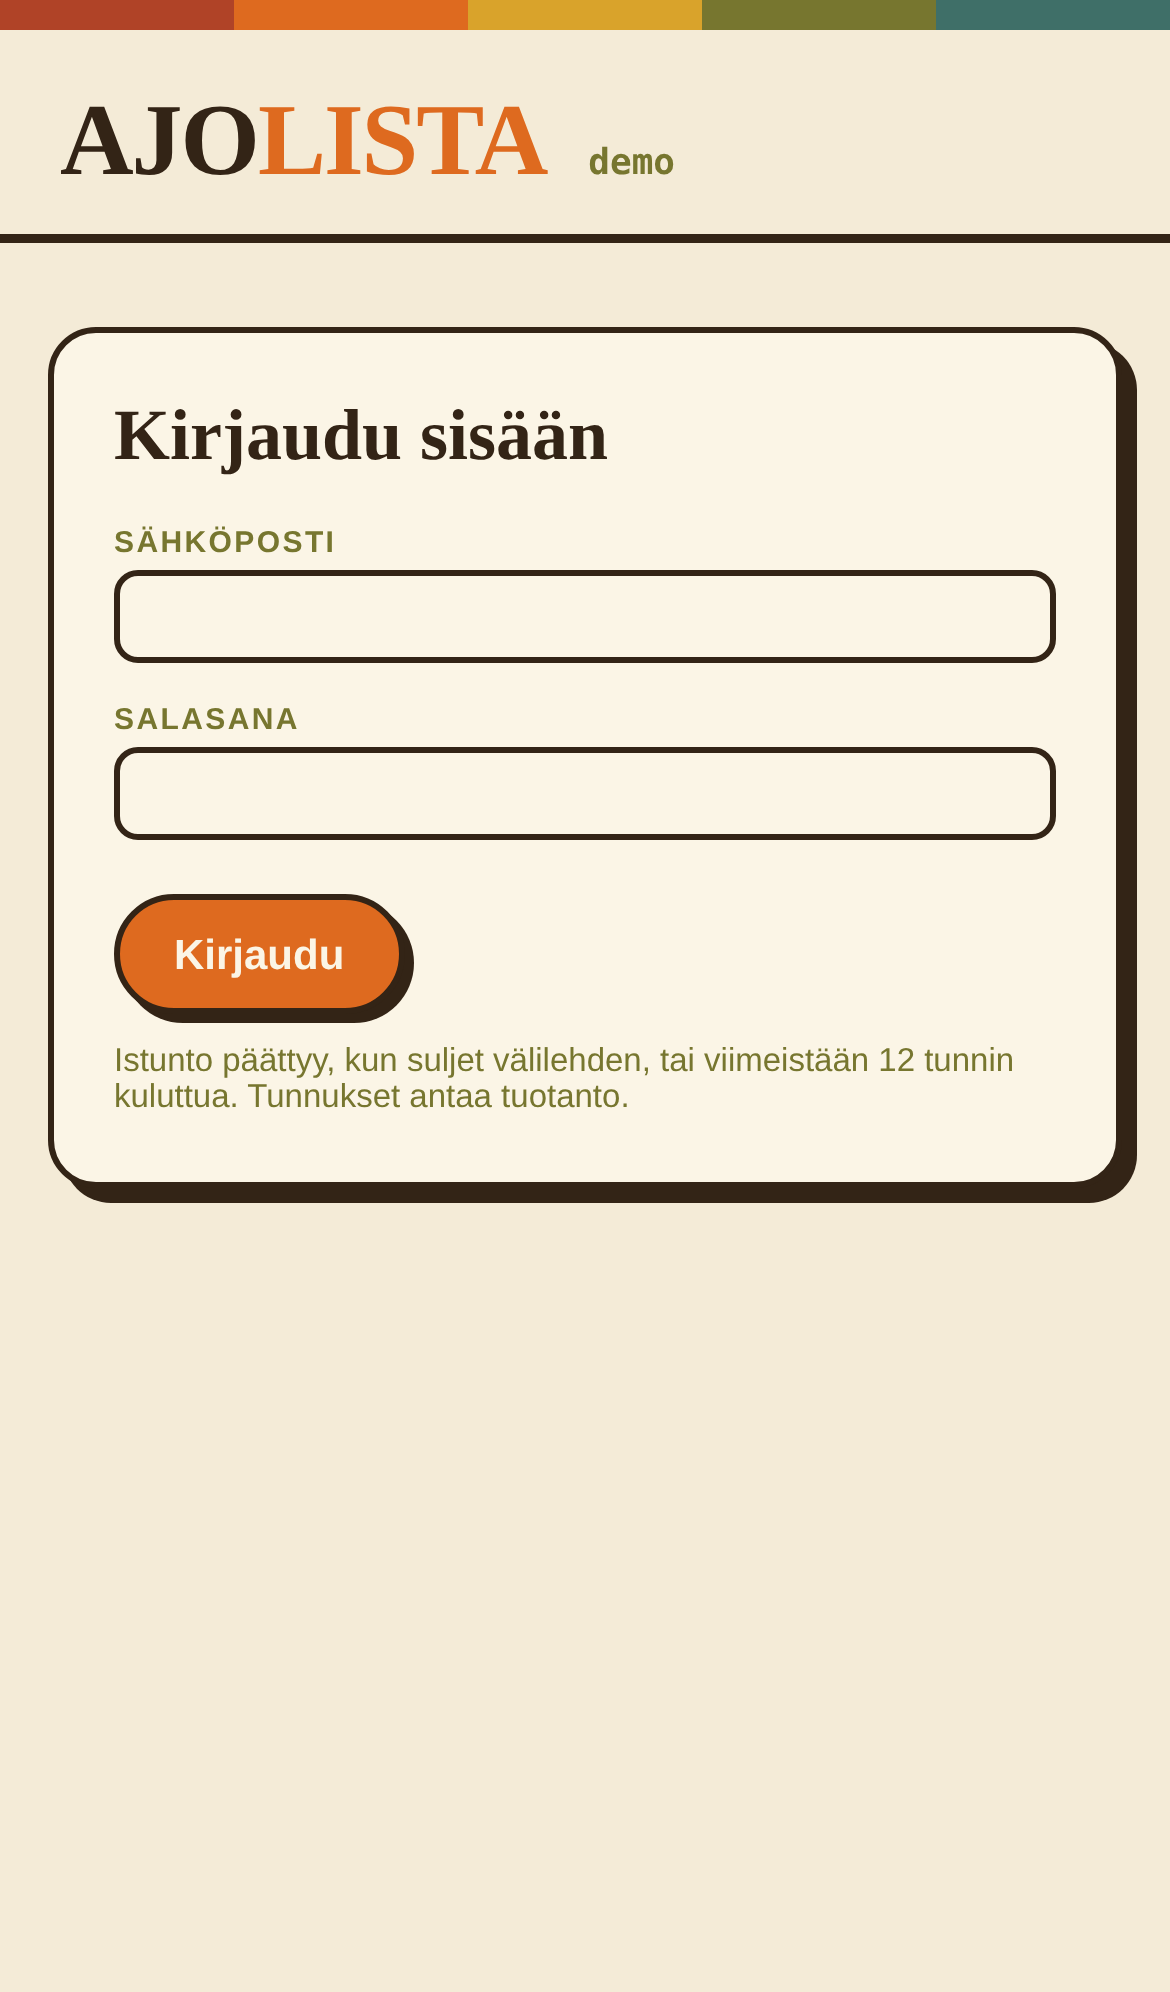 AJOLISTA demo
Kirjaudu sisään
SÄHKÖPOSTI
SALASANA
Kirjaudu
Istunto päättyy, kun suljet välilehden, tai viimeistään 12 tunnin
kuluttua. Tunnukset antaa tuotanto.